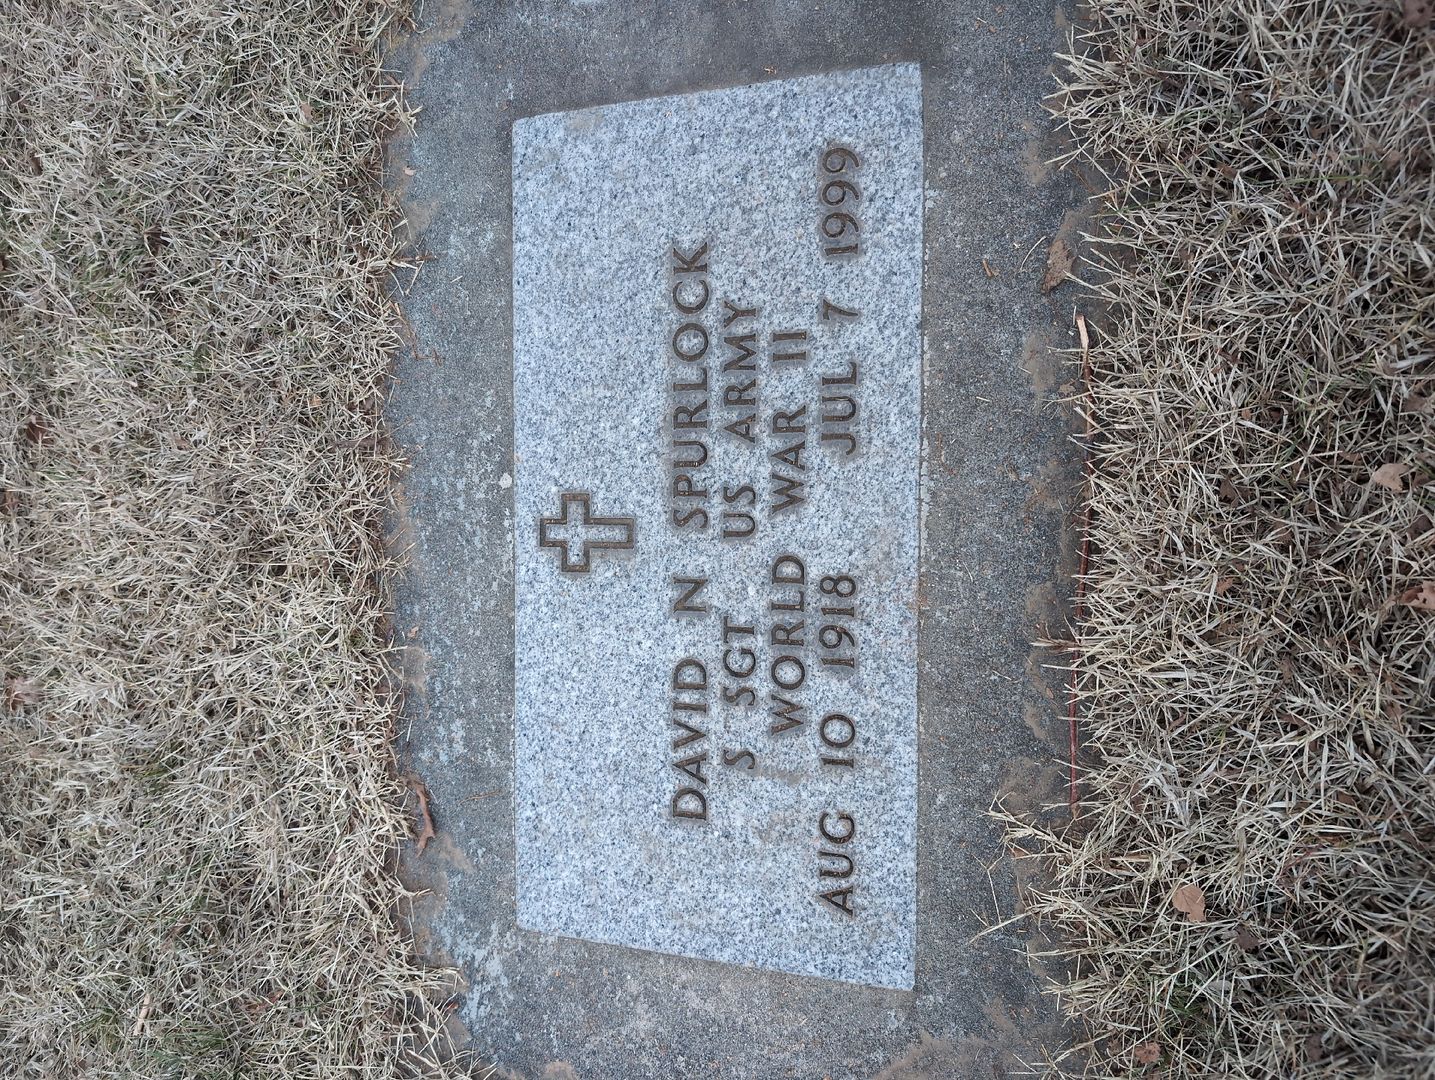 DAVID N SPURLOCK
S SGT US ARMY
WORLD WAR II
AUG 10 1918 JUL 7 1999